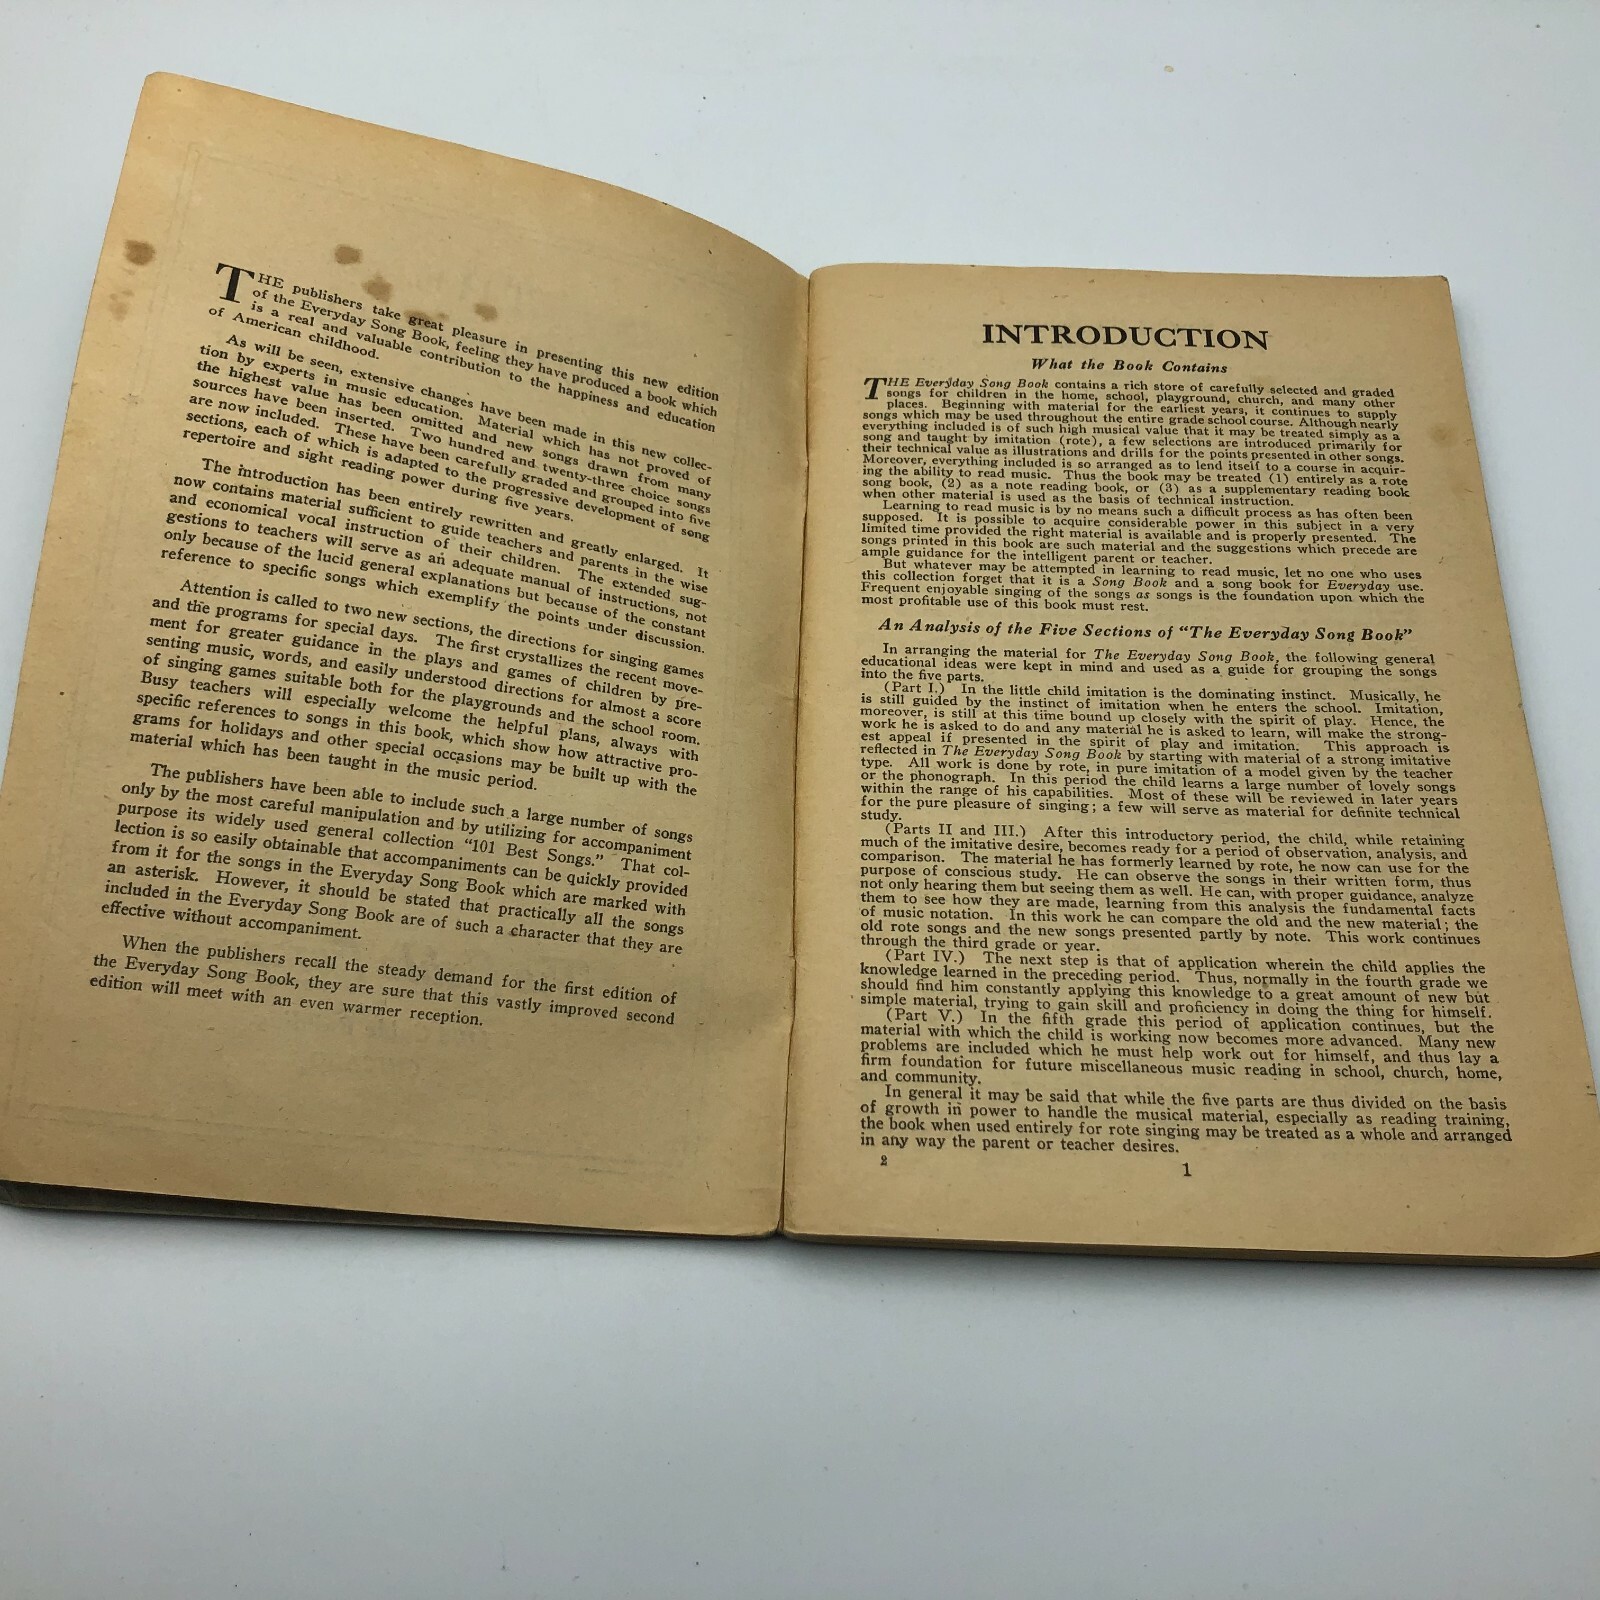 THE publishers take great pleasure in presenting this new edition
of the Everyday Song Book, feeling they have produced a book which
is a real and valuable contribution to the happiness and education
of American childhood.
As will be seen, extensive changes have been made in this new collec-
tion by experts in music education. Material which has not proved of
the highest value has been omitted and new songs drawn from many
sources have been inserted. Two hundred and twenty-three choice songs
are now included. These have been carefully graded and grouped into five
sections, each of which is adapted to the progressive development of song
repertoire and sight reading power during five years.
The introduction has been entirely rewritten and greatly enlarged. It
now contains material sufficient to guide teachers and parents in the wise
and economical vocal instruction of their children. The extended sug-
gestions to teachers will serve as an adequate manual of instructions, not
only because of the lucid general explanations but because of the constant
reference to specific songs which exemplify the points under discussion.
Attention is called to two new sections, the directions for singing games
and the programs for special days. The first crystallizes the recent move-
ment for greater guidance in the plays and games of children by pre-
senting music, words, and easily understood directions for almost a score
of singing games suitable both for the playgrounds and the school room.
Busy teachers will especially welcome the helpful plans, always with
specific references to songs in this book, which show how attractive pro-
grams for holidays and other special occasions may be built up with the
material which has been taught in the music period.
The publishers have been able to include such a large number of songs
only by the most careful manipulation and by utilizing for accompaniment
purpose its widely used general collection "101 Best Songs." That col-
lection is so easily obtainable that accompaniments can be quickly provided
from it for the songs in the Everyday Song Book which are marked with
an asterisk. However, it should be stated that practically all the songs
included in the Everyday Song Book are of such a character that they are
effective without accompaniment.
When the publishers recall the steady demand for the first edition of
the Everyday Song Book, they are sure that this vastly improved second
edition will meet with an even warmer reception.
INTRODUCTION
What the Book Contains
THE Everyday Song Book contains a rich store of carefully selected and graded
songs for children in the home, school, playground, church, and many other
places. Beginning with material for the earliest years, it continues to supply
songs which may be used throughout the entire grade school course. Although nearly
everything included is of such high musical value that it may be treated simply as a
song and taught by imitation (rote), a few selections are introduced primarily for
their technical value as illustrations and drills for the points presented in other songs.
Moreover, everything included is so arranged as to lend itself to a course in acquir-
ing the ability to read music. Thus the book may be treated (1) entirely as a rote
song book, (2) as a note reading book, or (3) as a supplementary reading book
when other material is used as the basis of technical instruction.
Learning to read music is by no means such a difficult process as has often been
supposed. It is possible to acquire considerable power in this subject in a very
limited time provided the right material is available and is properly presented. The
songs printed in this book are such material and the suggestions which precede are
ample guidance for the intelligent parent or teacher.
But whatever may be attempted in learning to read music, let no one who uses
this collection forget that it is a Song Book and a song book for Everyday use.
Frequent enjoyable singing of the songs as songs is the foundation upon which the
most profitable use of this book must rest.
An Analysis of the Five Sections of "The Everyday Song Book"
In arranging the material for The Everyday Song Book, the following general
educational ideas were kept in mind and used as a guide for grouping the songs
into the five parts.
(Part I.) In the little child imitation is the dominating instinct. Musically, he
is still guided by the instinct of imitation when he enters the school. Imitation,
moreover, is still at this time bound up closely with the spirit of play. Hence, the
work he is asked to do and any material he is asked to learn, will make the strong-
est appeal if presented in the spirit of play and imitation. This approach is
reflected in The Everyday Song Book by starting with material of a strong imitative
type. All work is done by rote, in pure imitation of a model given by the teacher
or the phonograph. In this period the child learns a large number of lovely songs
within the range of his capabilities. Most of these will be reviewed in later years
for the pure pleasure of singing; a few will serve as material for definite technical
study.
(Parts II and III.) After this introductory period, the child, while retaining
much of the imitative desire, becomes ready for a period of observation, analysis, and
comparison. The material he has formerly learned by rote, he now can use for the
purpose of conscious study. He can observe the songs in their written form, thus
not only hearing them but seeing them as well. He can, with proper guidance, analyze
them to see how they are made, learning from this analysis the fundamental facts
of music notation. In this work he can compare the old and the new material; the
old rote songs and the new songs presented partly by note. This work continues
through the third grade or year.
(Part IV.) The next step is that of application wherein the child applies the
knowledge learned in the preceding period. Thus, normally in the fourth grade we
should find him constantly applying this knowledge to a great amount of new but
simple material, trying to gain skill and proficiency in doing the thing for himself.
(Part V.) In the fifth grade this period of application continues, but the
material with which the child is working now becomes more advanced. Many new
problems are included which he must help work out for himself, and thus lay a
firm foundation for future miscellaneous music reading in school, church, home,
and community.
In general it may be said that while the five parts are thus divided on the basis
of growth in power to handle the musical material, especially as reading training,
the book when used entirely for rote singing may be treated as a whole and arranged
in any way the parent or teacher desires.
2
1